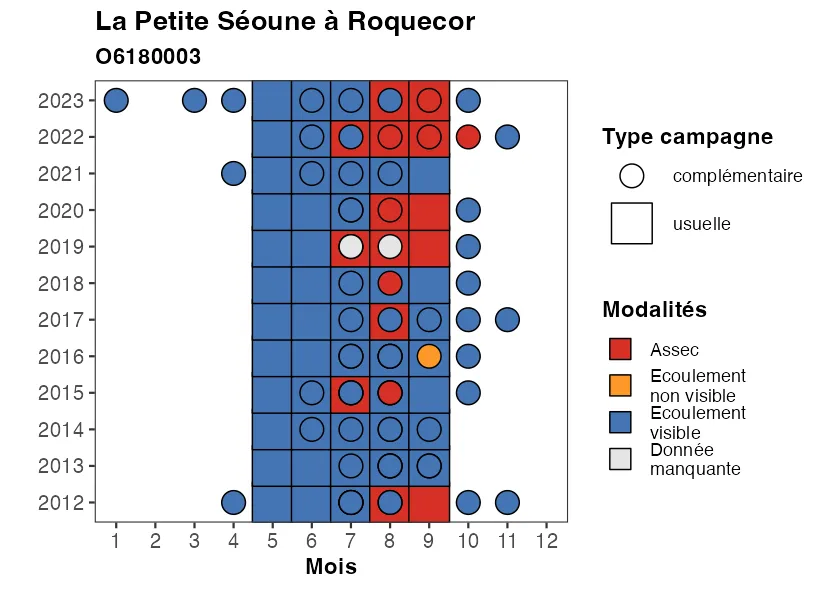 La Petite Séoune à Roquecor
O6180003
2023
2022
2021
2020
2019
2018
2017
2016
2015
2014
2013
2012
1 2 3 4 5 6 7 8 9 10 11 12
Mois
Type campagne
complémentaire
usuelle
Modalités
Assec
Ecoulement
non visible
Ecoulement
visible
Donnée
manquante